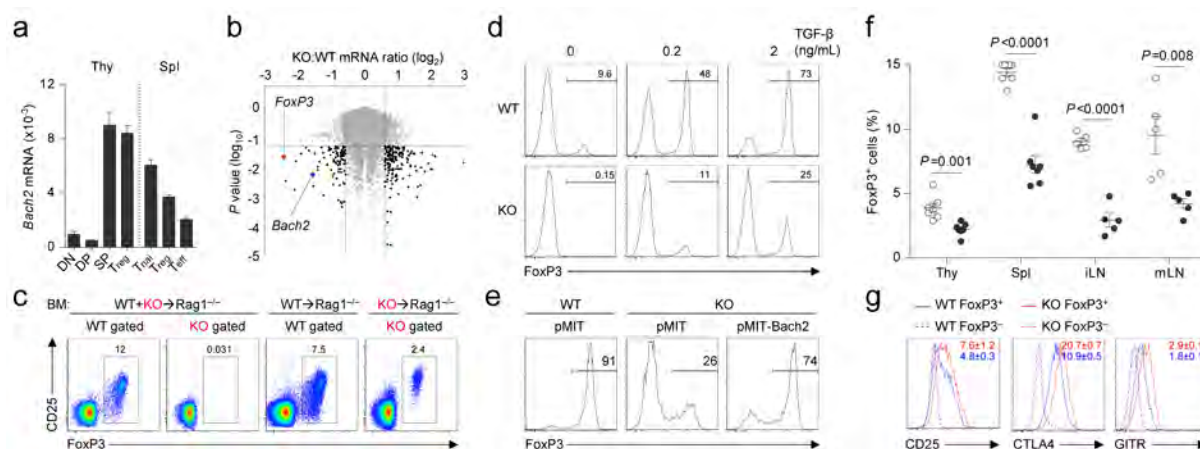 a
Thy Spl
Bach2 mRNA (x10⁻³)
12
8
4
0
DN DP SP Treg Tnai Treg Teff
b
KO:WT mRNA ratio (log₂)
-3 -2 -1 0 1 2 3
FoxP3
Bach2
P value (log₁₀)
0
-1
-2
-3
-4
-5
c
BM: WT+KO→Rag1⁻/⁻ WT→Rag1⁻/⁻ KO→Rag1⁻/⁻
WT gated KO gated WT gated KO gated
12 0.031 7.5 2.4
CD25
FoxP3
d
TGF-β
(ng/mL)
0 0.2 2
WT
9.6 48 73
KO
0.15 11 25
FoxP3
e
WT KO
pMIT pMIT pMIT-Bach2
91 26 74
FoxP3
f
FoxP3⁺ cells (%)
15
10
5
0
P=0.001
P<0.0001
P<0.0001
P=0.008
Thy Spl iLN mLN
g
WT FoxP3⁺ KO FoxP3⁺
WT FoxP3⁻ KO FoxP3⁻
7.6±1.2 20.7±0.7
4.8±0.3 10.9±0.5
CD25 CTLA4 GITR